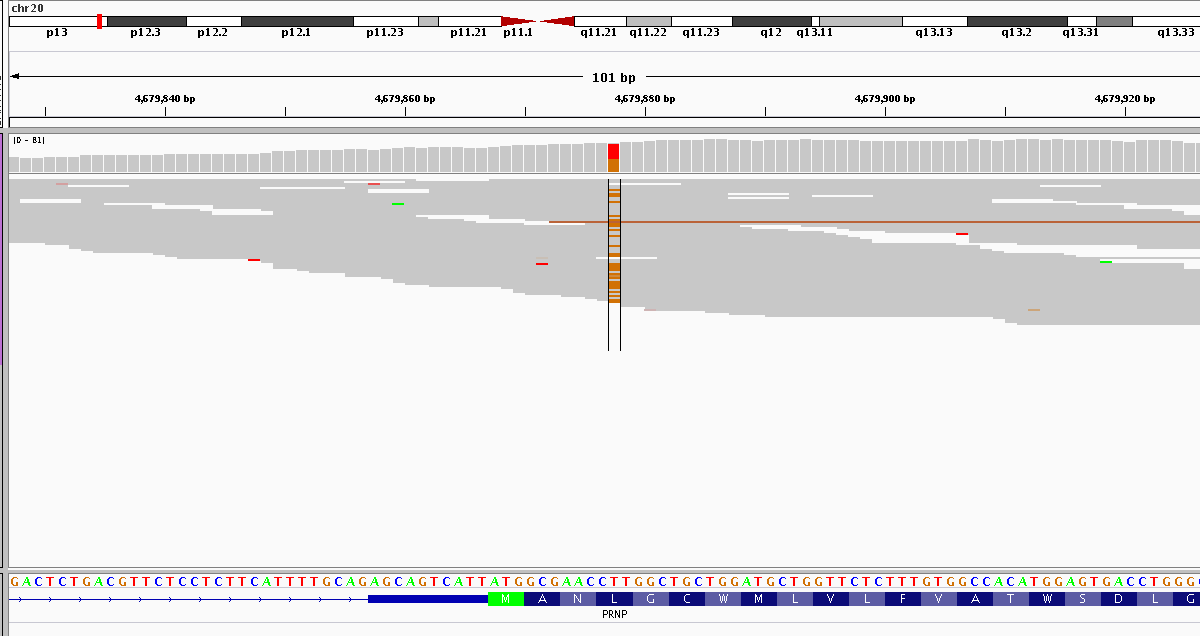 chr20
p13 p12.3 p12.2 p12.1 p11.23 p11.21 p11.1 q11.21 q11.22 q11.23 q12 q13.11 q13.13 q13.2 q13.31 q13.33
101 bp
4,679,840 bp 4,679,860 bp 4,679,880 bp 4,679,900 bp 4,679,920 bp
[0 - 81]
GACTCTGACGTTCTCCTCTTCATTTTGCAGAGCAGTCATTATGGCGAACCTTGGCTGCTGGATGCTGGTTCTCTTTGTGGCCACATGGAGTGACCTGGG
M A N L G C W M L V L F V A T W S D L G
PRNP